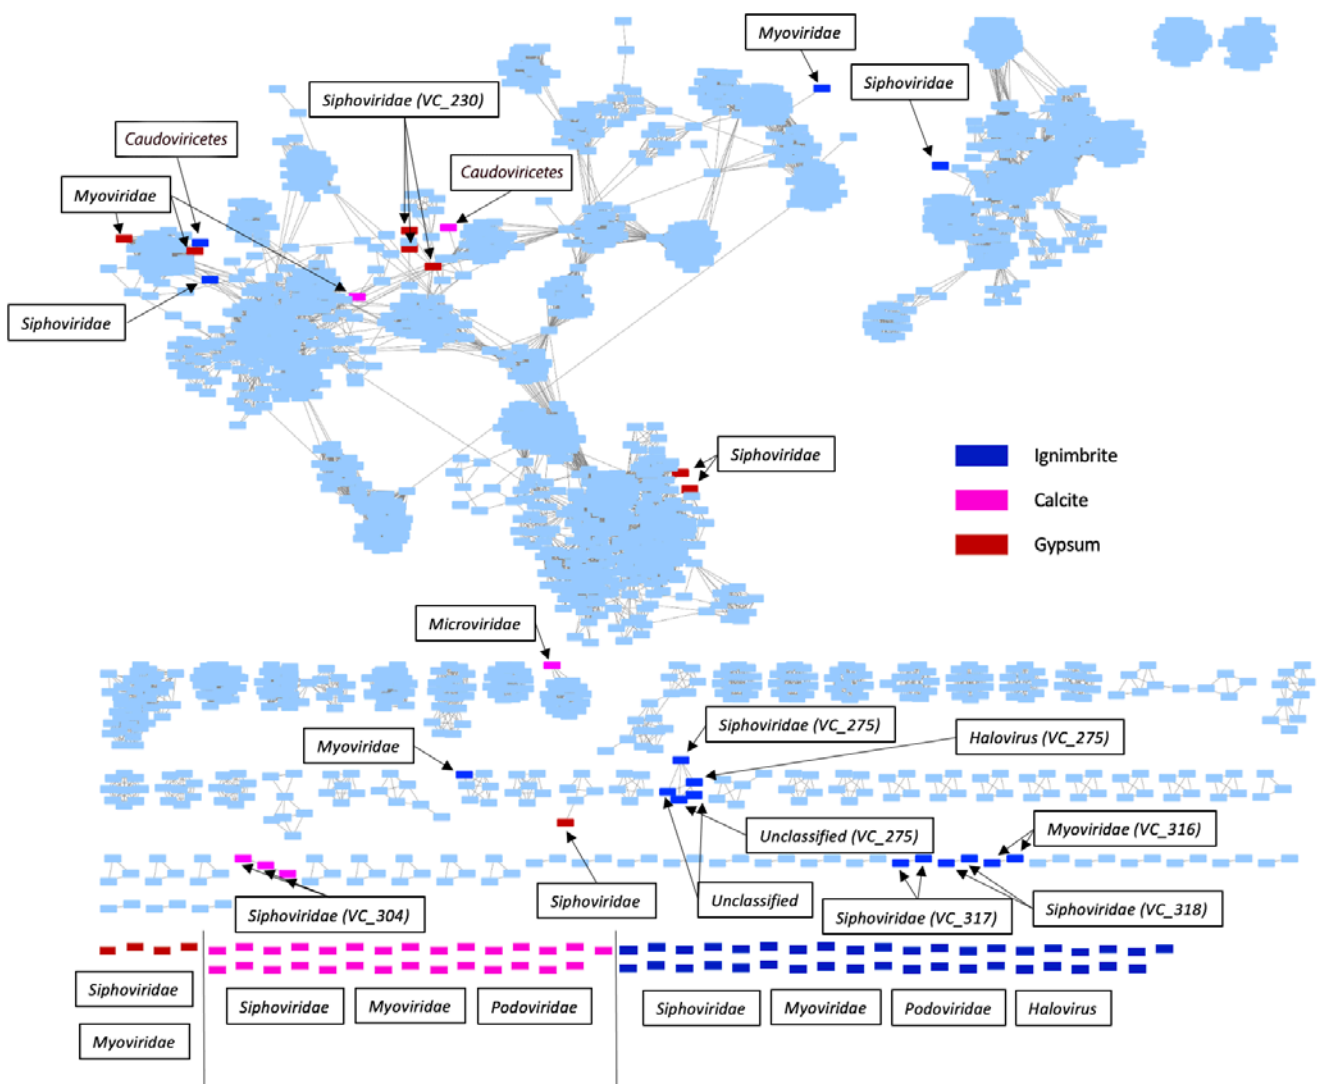 Myoviridae
Siphoviridae
Siphoviridae (VC_230)
Caudoviricetes
Caudoviricetes
Myoviridae
Siphoviridae
Siphoviridae
Ignimbrite
Calcite
Gypsum
Microviridae
Siphoviridae (VC_275)
Halovirus (VC_275)
Myoviridae
Unclassified (VC_275)
Myoviridae (VC_316)
Siphoviridae
Unclassified
Siphoviridae (VC_304)
Siphoviridae (VC_317)
Siphoviridae (VC_318)
Siphoviridae
Myoviridae
Siphoviridae
Myoviridae
Podoviridae
Siphoviridae
Myoviridae
Podoviridae
Halovirus